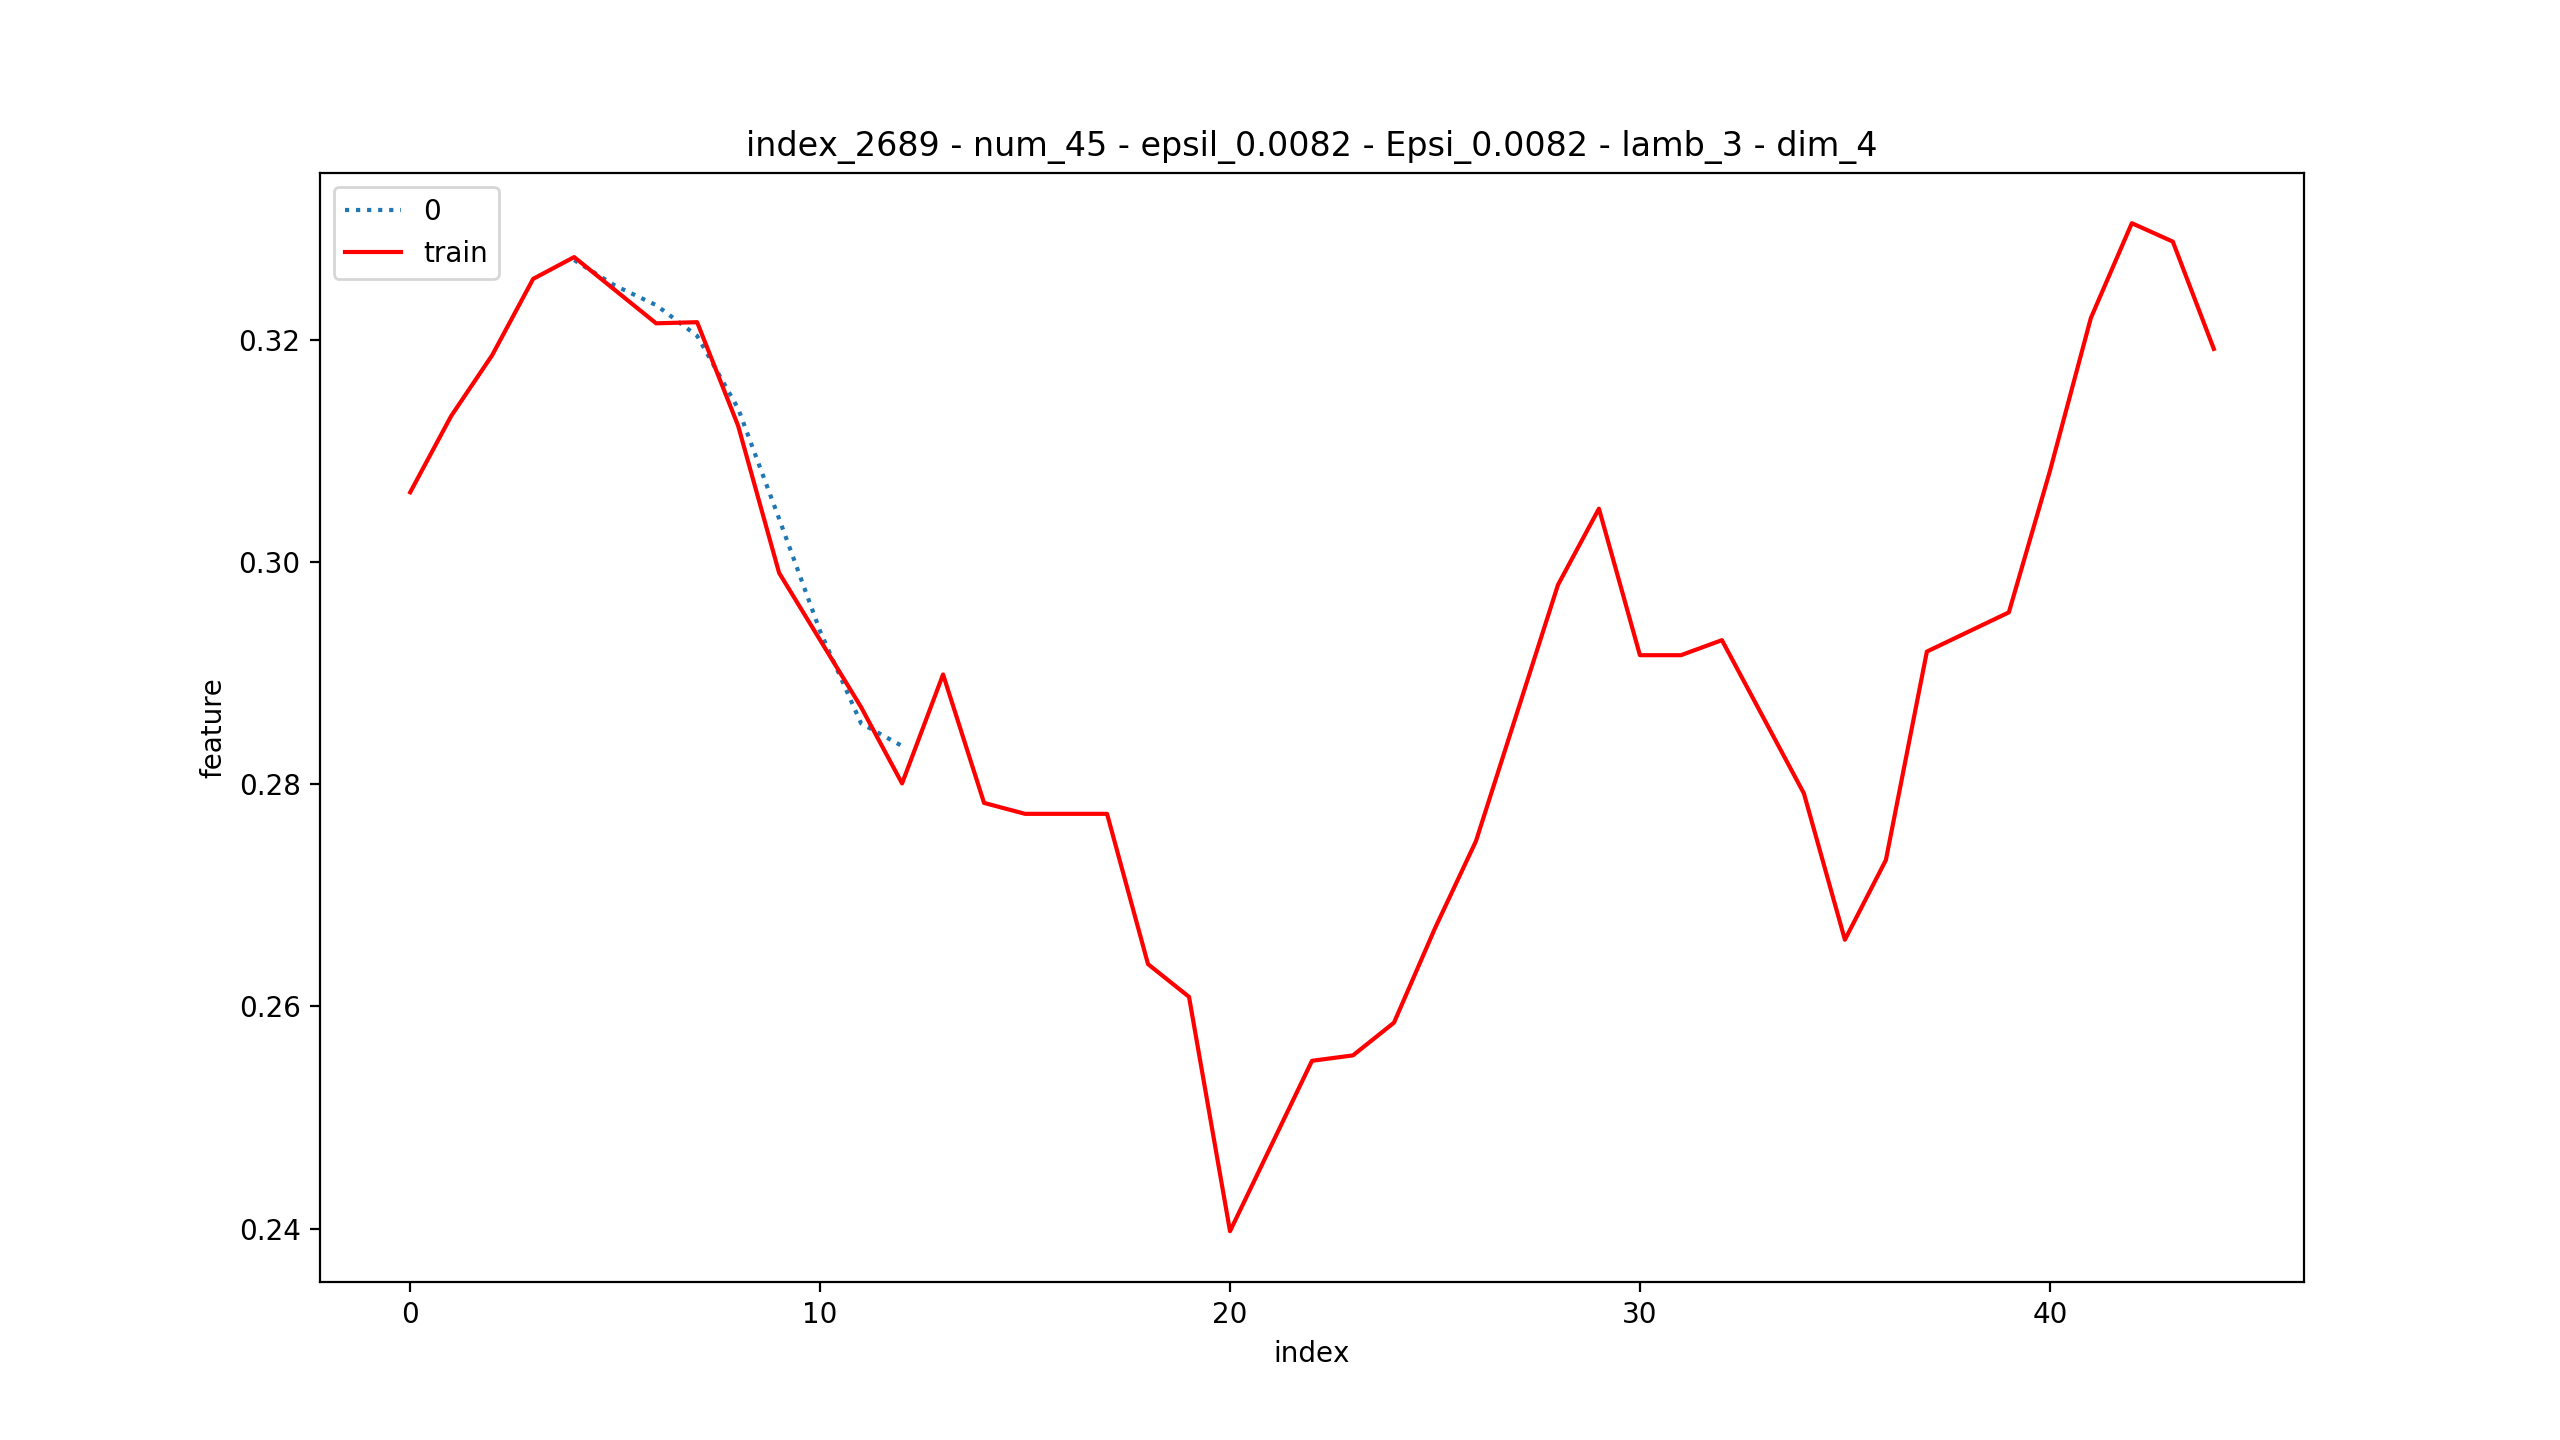 index_2689 - num_45 - epsil_0.0082 - Epsi_0.0082 - lamb_3 - dim_4
0
train
0.32
0.30
0.28
0.26
0.24
feature
0 10 20 30 40
index